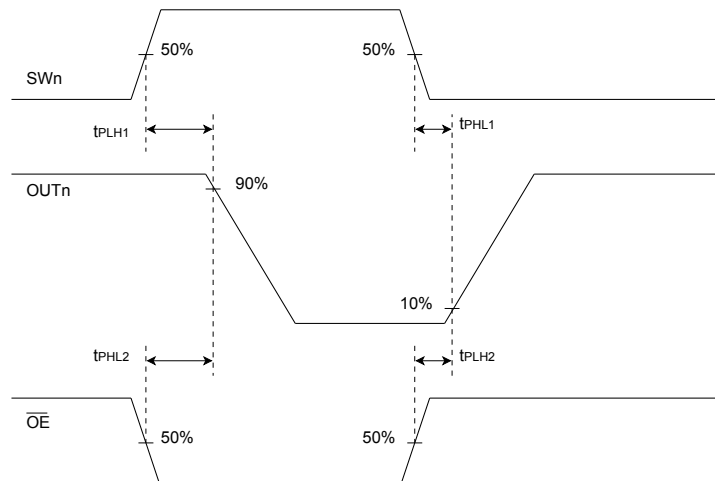 50% 50%
SWn
tPLH1 tPHL1
OUTn 90%
10%
tPHL2 tPLH2
OE
50% 50%